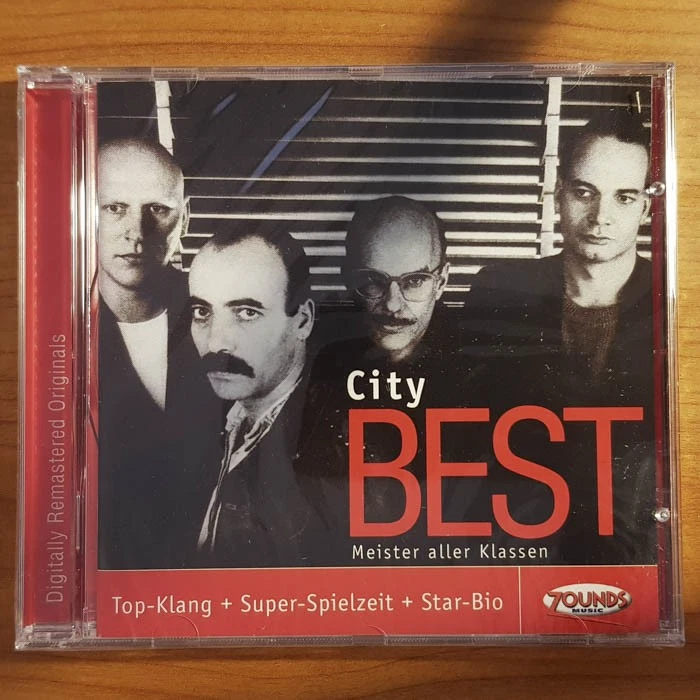 City
BEST
Meister aller Klassen
Top-Klang + Super-Spielzeit + Star-Bio
ZOUNDS
MUSIC
Digitally Remastered Originals